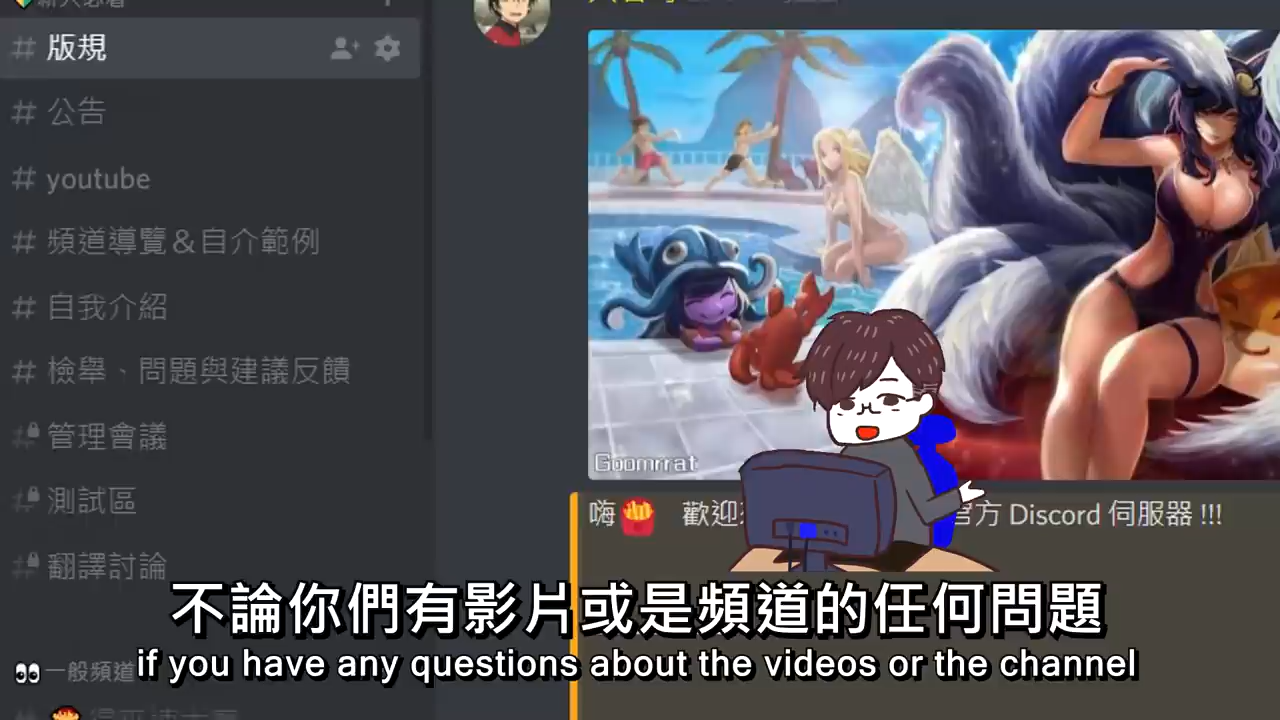 新人必看
# 版規
# 公告
# youtube
# 頻道導覽＆自介範例
# 自我介紹
# 檢舉、問題與建議反饋
# 管理會議
# 測試區
# 翻譯討論
一般頻道
Goomrrat
嗨🍟 歡迎 官方 Discord 伺服器 !!!
不論你們有影片或是頻道的任何問題
if you have any questions about the videos or the channel